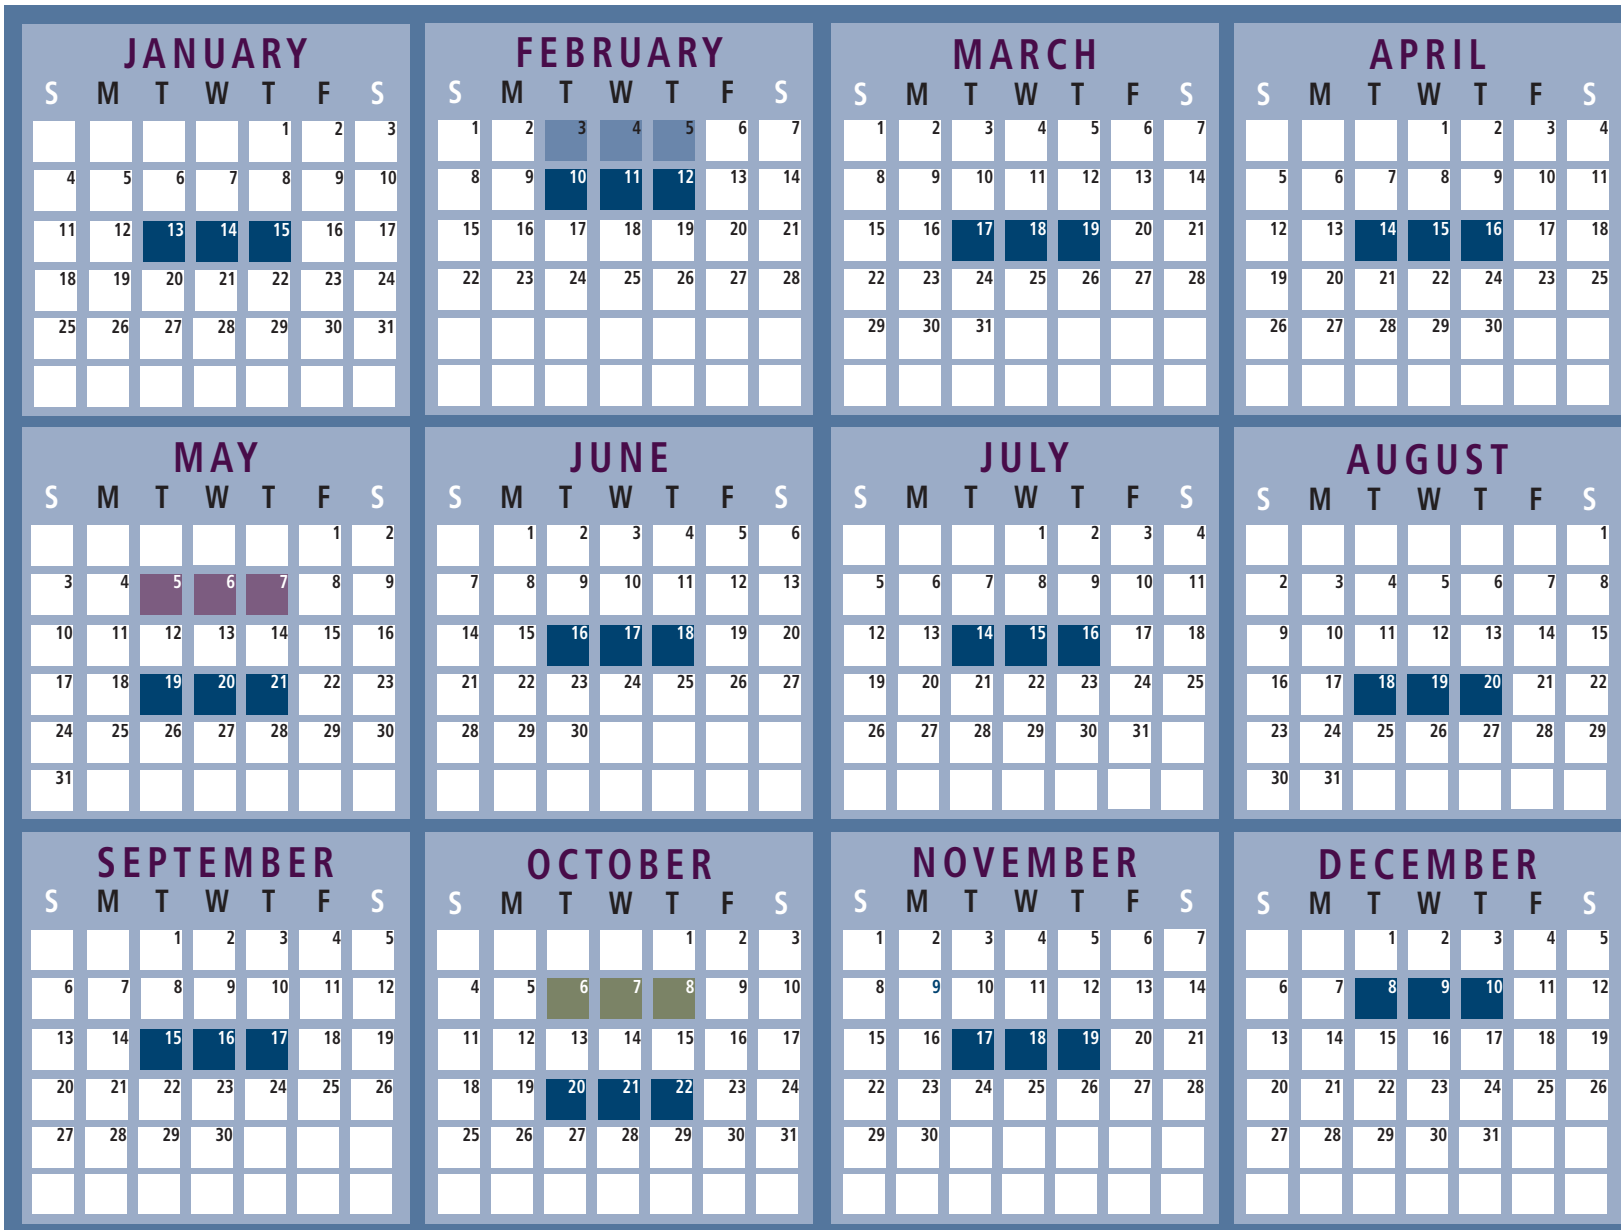 JANUARY
S M T W T F S
1 2 3
4 5 6 7 8 9 10
11 12 13 14 15 16 17
18 19 20 21 22 23 24
25 26 27 28 29 30 31
FEBRUARY
S M T W T F S
1 2 3 4 5 6 7
8 9 10 11 12 13 14
15 16 17 18 19 20 21
22 23 24 25 26 27 28
MARCH
S M T W T F S
1 2 3 4 5 6 7
8 9 10 11 12 13 14
15 16 17 18 19 20 21
22 23 24 25 26 27 28
29 30 31
APRIL
S M T W T F S
1 2 3 4
5 6 7 8 9 10 11
12 13 14 15 16 17 18
19 20 21 22 24 23 25
26 27 28 29 30
MAY
S M T W T F S
1 2
3 4 5 6 7 8 9
10 11 12 13 14 15 16
17 18 19 20 21 22 23
24 25 26 27 28 29 30
31
JUNE
S M T W T F S
1 2 3 4 5 6
7 8 9 10 11 12 13
14 15 16 17 18 19 20
21 22 23 24 25 26 27
28 29 30
JULY
S M T W T F S
1 2 3 4
5 6 7 8 9 10 11
12 13 14 15 16 17 18
19 20 21 22 23 24 25
26 27 28 29 30 31
AUGUST
S M T W T F S
1
2 3 4 5 6 7 8
9 10 11 12 13 14 15
16 17 18 19 20 21 22
23 24 25 26 27 28 29
30 31
SEPTEMBER
S M T W T F S
1 2 3 4 5
6 7 8 9 10 11 12
13 14 15 16 17 18 19
20 21 22 23 24 25 26
27 28 29 30
OCTOBER
S M T W T F S
1 2 3
4 5 6 7 8 9 10
11 12 13 14 15 16 17
18 19 20 21 22 23 24
25 26 27 28 29 30 31
NOVEMBER
S M T W T F S
1 2 3 4 5 6 7
8 9 10 11 12 13 14
15 16 17 18 19 20 21
22 23 24 25 26 27 28
29 30
DECEMBER
S M T W T F S
1 2 3 4 5
6 7 8 9 10 11 12
13 14 15 16 17 18 19
20 21 22 23 24 25 26
27 28 29 30 31